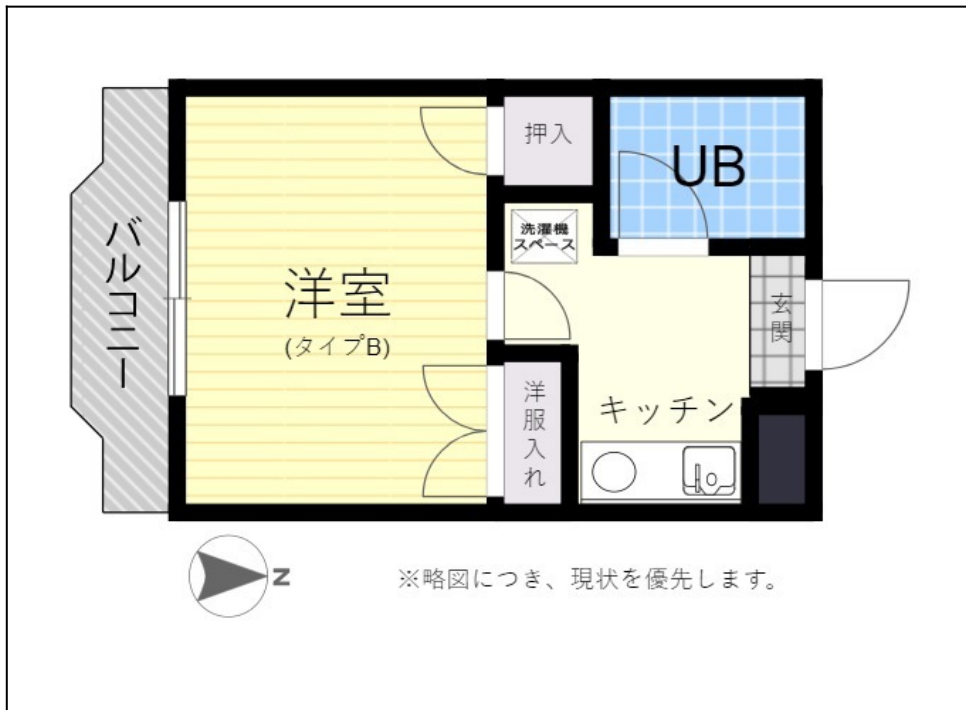 押入
UB
洗濯機
スペース
バルコニー
洋室
(タイプB)
玄関
洋服入れ
キッチン
N
※略図につき、現状を優先します。